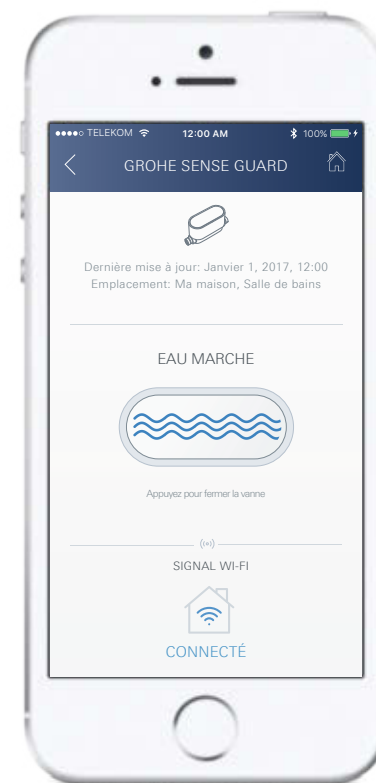 TELEKOM 12:00 AM 100%
GROHE SENSE GUARD
Dernière mise à jour: Janvier 1, 2017, 12:00
Emplacement: Ma maison, Salle de bains
EAU MARCHE
Appuyez pour fermer la vanne
SIGNAL WI-FI
CONNECTÉ